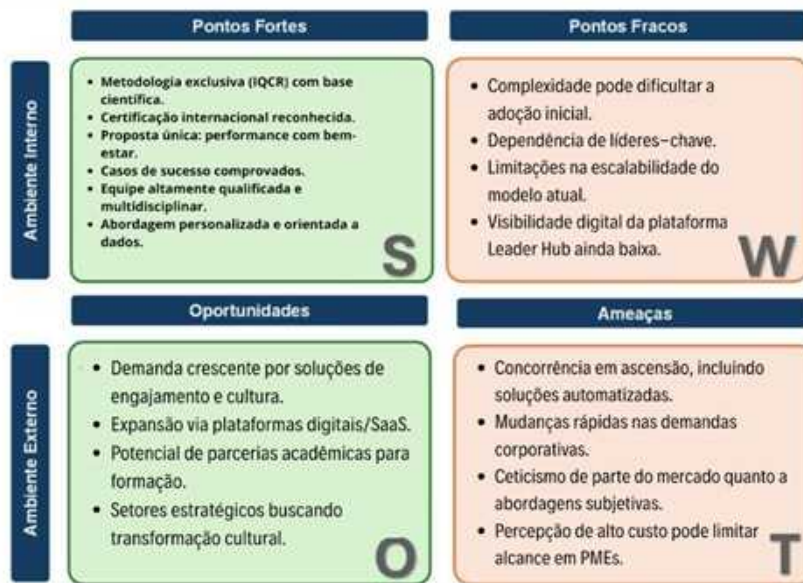 Pontos Fortes
Pontos Fracos
Ambiente Interno
• Metodologia exclusiva (IQCR) com base
científica.
• Certificação internacional reconhecida.
• Proposta única: performance com bem-
estar.
• Casos de sucesso comprovados.
• Equipe altamente qualificada e
multidisciplinar.
• Abordagem personalizada e orientada a
dados.
S
• Complexidade pode dificultar a
adoção inicial.
• Dependência de líderes-chave.
• Limitações na escalabilidade do
modelo atual.
• Visibilidade digital da plataforma
Leader Hub ainda baixa.
W
Oportunidades
Ameaças
Ambiente Externo
• Demanda crescente por soluções de
engajamento e cultura.
• Expansão via plataformas digitais/SaaS.
• Potencial de parcerias acadêmicas para
formação.
• Setores estratégicos buscando
transformação cultural.
O
• Concorrência em ascensão, incluindo
soluções automatizadas.
• Mudanças rápidas nas demandas
corporativas.
• Ceticismo de parte do mercado quanto a
abordagens subjetivas.
• Percepção de alto custo pode limitar
alcance em PMEs.
T